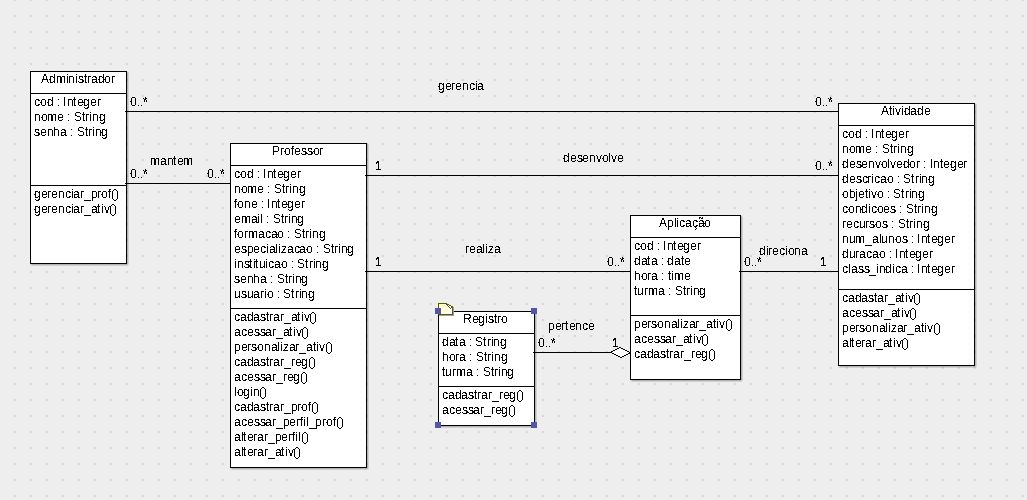 Administrador
cod : Integer
nome : String
senha : String
gerenciar_prof()
gerenciar_ativ()
gerencia
0..*
0..*
mantem
0..*
0..*
Professor
cod : Integer
nome : String
fone : Integer
email : String
formacao : String
especializacao : String
instituicao : String
senha : String
usuario : String
cadastrar_ativ()
acessar_ativ()
personalizar_ativ()
cadastrar_reg()
acessar_reg()
login()
cadastrar_prof()
acessar_perfil_prof()
alterar_perfil()
alterar_ativ()
desenvolve
1
0..*
realiza
1
0..*
Registro
data : String
hora : String
turma : String
cadastrar_reg()
acessar_reg()
pertence
0..*
1
Aplicação
cod : Integer
data : date
hora : time
turma : String
personalizar_ativ()
acessar_ativ()
cadastrar_reg()
direciona
0..*
1
Atividade
cod : Integer
nome : String
desenvolvedor : Integer
descricao : String
objetivo : String
condicoes : String
recursos : String
num_alunos : Integer
duracao : Integer
class_indica : Integer
cadastar_ativ()
acessar_ativ()
personalizar_ativ()
alterar_ativ()